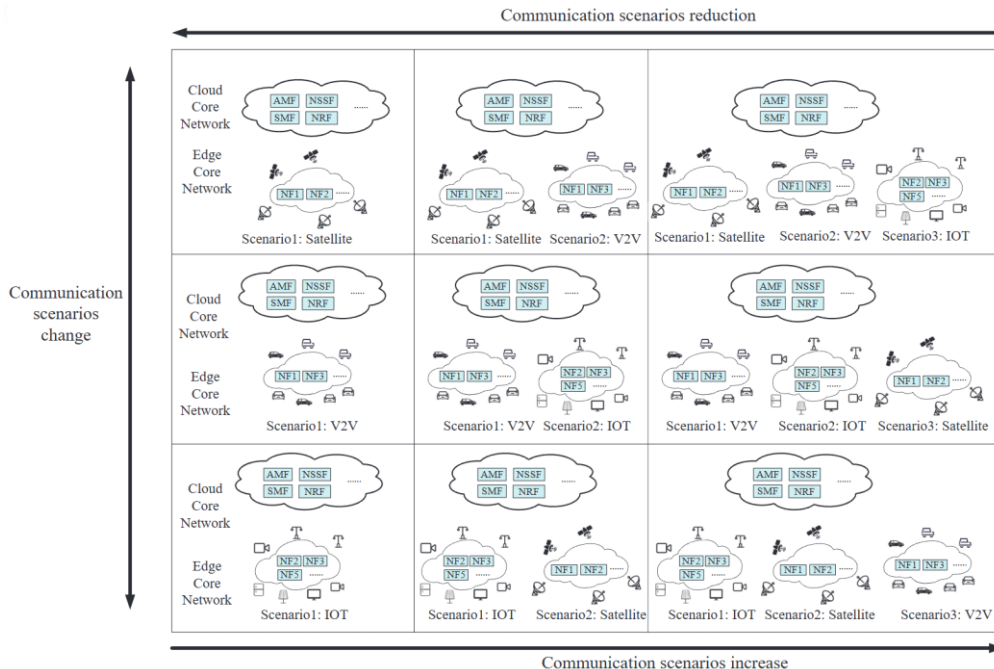 Communication scenarios reduction
Communication
scenarios
change
Cloud
Core
Network
AMF NSSF ......
SMF NRF
AMF NSSF ......
SMF NRF
AMF NSSF ......
SMF NRF
Edge
Core
Network
NF1 NF2 ......
NF1 NF2 ......
NF1 NF3 ......
NF1 NF2 ......
NF1 NF3 ......
NF2 NF3
NF5 ......
Scenario1: Satellite
Scenario1: Satellite
Scenario2: V2V
Scenario1: Satellite
Scenario2: V2V
Scenario3: IOT
Cloud
Core
Network
AMF NSSF ......
SMF NRF
AMF NSSF ......
SMF NRF
AMF NSSF ......
SMF NRF
Edge
Core
Network
NF1 NF3 ......
NF1 NF3 ......
NF2 NF3
NF5 ......
NF1 NF3 ......
NF2 NF3
NF5 ......
NF1 NF2 ......
Scenario1: V2V
Scenario1: V2V
Scenario2: IOT
Scenario1: V2V
Scenario2: IOT
Scenario3: Satellite
Cloud
Core
Network
AMF NSSF ......
SMF NRF
AMF NSSF ......
SMF NRF
AMF NSSF ......
SMF NRF
Edge
Core
Network
NF2 NF3
NF5 ......
NF2 NF3
NF5 ......
NF1 NF2 ......
NF2 NF3
NF5 ......
NF1 NF2 ......
NF1 NF3 ......
Scenario1: IOT
Scenario1: IOT
Scenario2: Satellite
Scenario1: IOT
Scenario2: Satellite
Scenario3: V2V
Communication scenarios increase